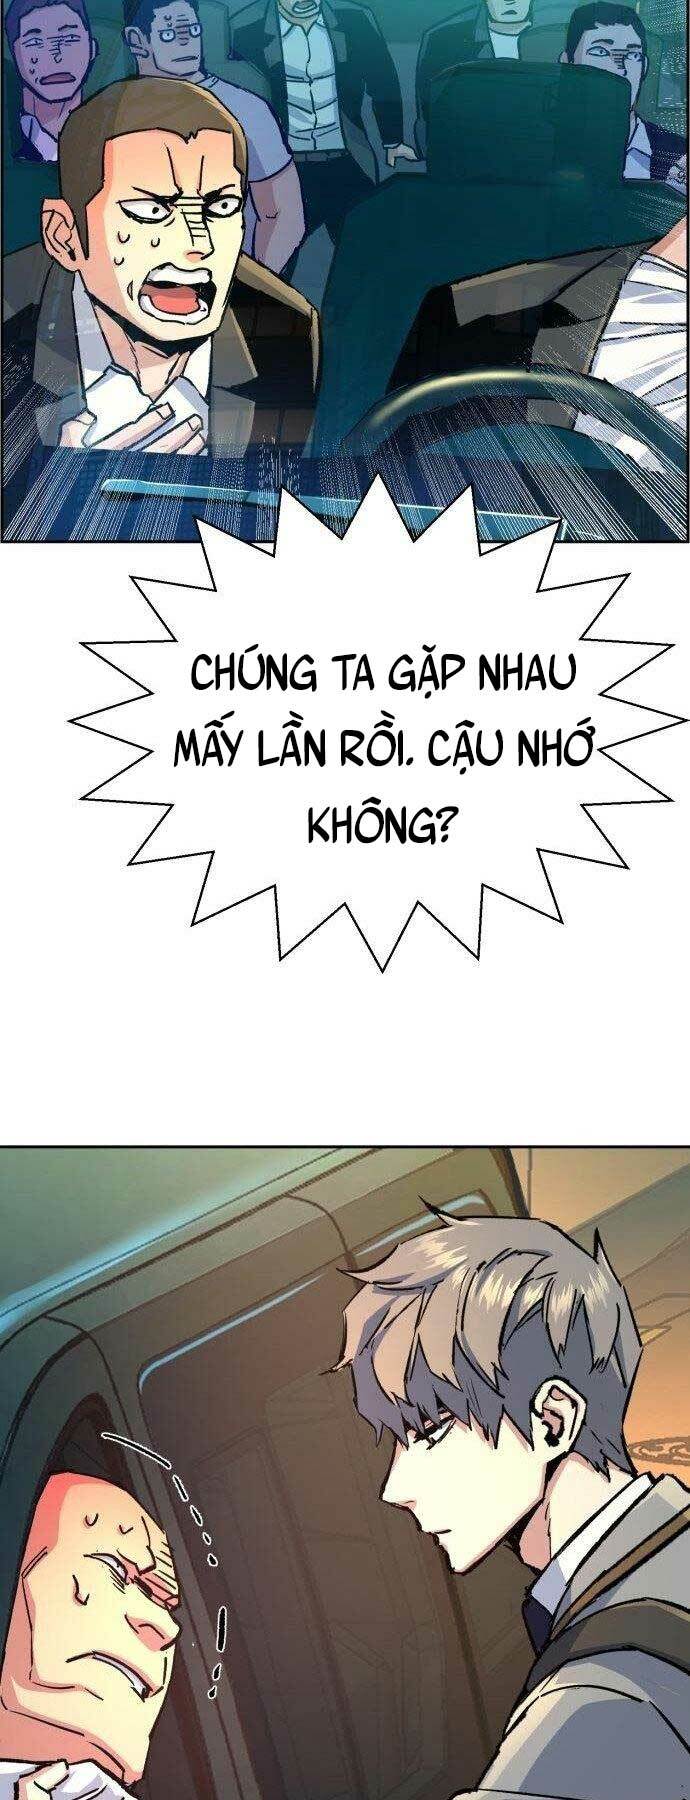 CHÚNG TA GẶP NHAU
MẤY LẦN RỒI. CẬU NHỚ
KHÔNG?